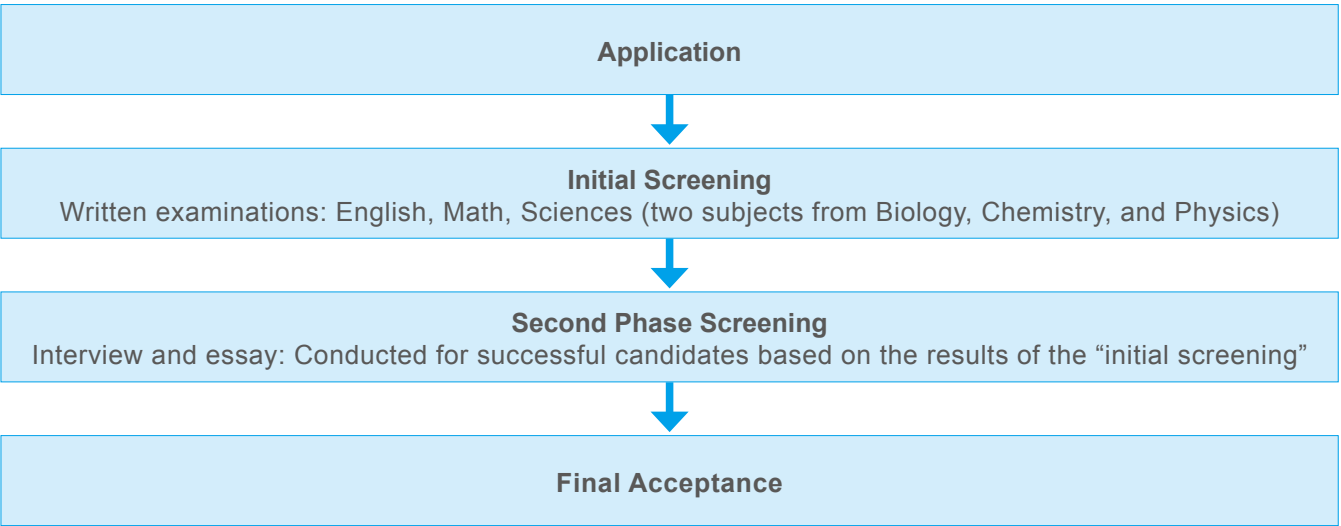 Application
Initial Screening
Written examinations: English, Math, Sciences (two subjects from Biology, Chemistry, and Physics)
Second Phase Screening
Interview and essay: Conducted for successful candidates based on the results of the “initial screening”
Final Acceptance